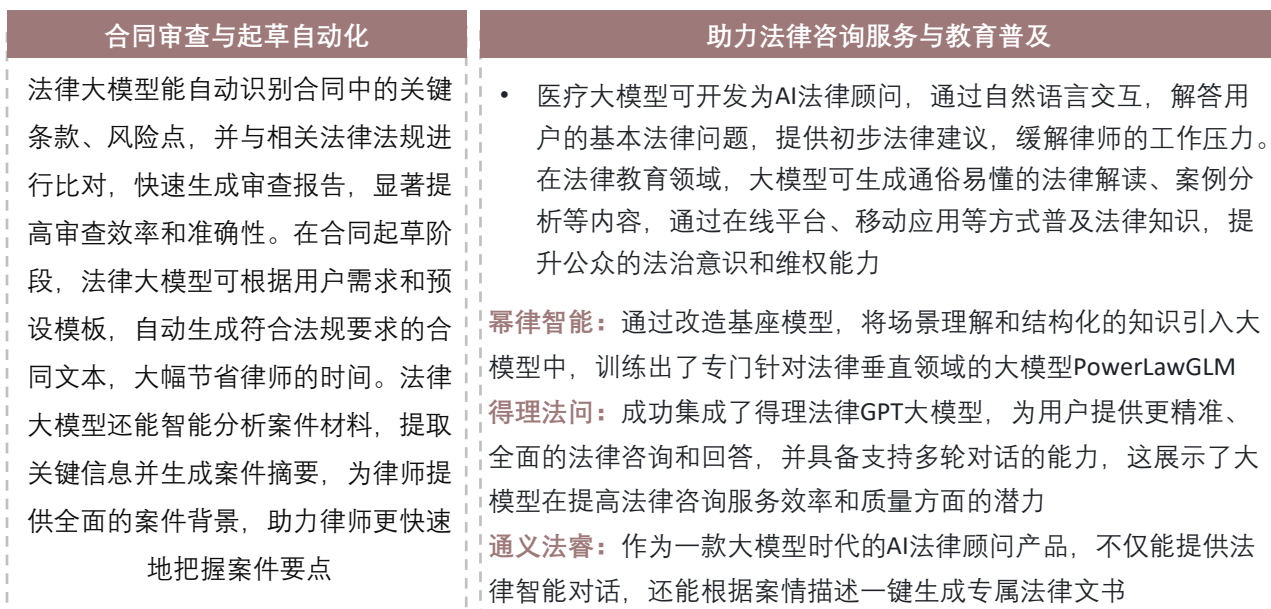 合同审查与起草自动化
法律大模型能自动识别合同中的关键
条款、风险点，并与相关法律法规进
行比对，快速生成审查报告，显著提
高审查效率和准确性。在合同起草阶
段，法律大模型可根据用户需求和预
设模板，自动生成符合法规要求的合
同文本，大幅节省律师的时间。法律
大模型还能智能分析案件材料，提取
关键信息并生成案件摘要，为律师提
供全面的案件背景，助力律师更快速
地把握案件要点
助力法律咨询服务与教育普及
• 医疗大模型可开发为AI法律顾问，通过自然语言交互，解答用
户的基本法律问题，提供初步法律建议，缓解律师的工作压力。
在法律教育领域，大模型可生成通俗易懂的法律解读、案例分
析等内容，通过在线平台、移动应用等方式普及法律知识，提
升公众的法治意识和维权能力
幂律智能：通过改造基座模型，将场景理解和结构化的知识引入大
模型中，训练出了专门针对法律垂直领域的大模型PowerLawGLM
得理法问：成功集成了得理法律GPT大模型，为用户提供更精准、
全面的法律咨询和回答，并具备支持多轮对话的能力，这展示了大
模型在提高法律咨询服务效率和质量方面的潜力
通义法睿：作为一款大模型时代的AI法律顾问产品，不仅能提供法
律智能对话，还能根据案情描述一键生成专属法律文书